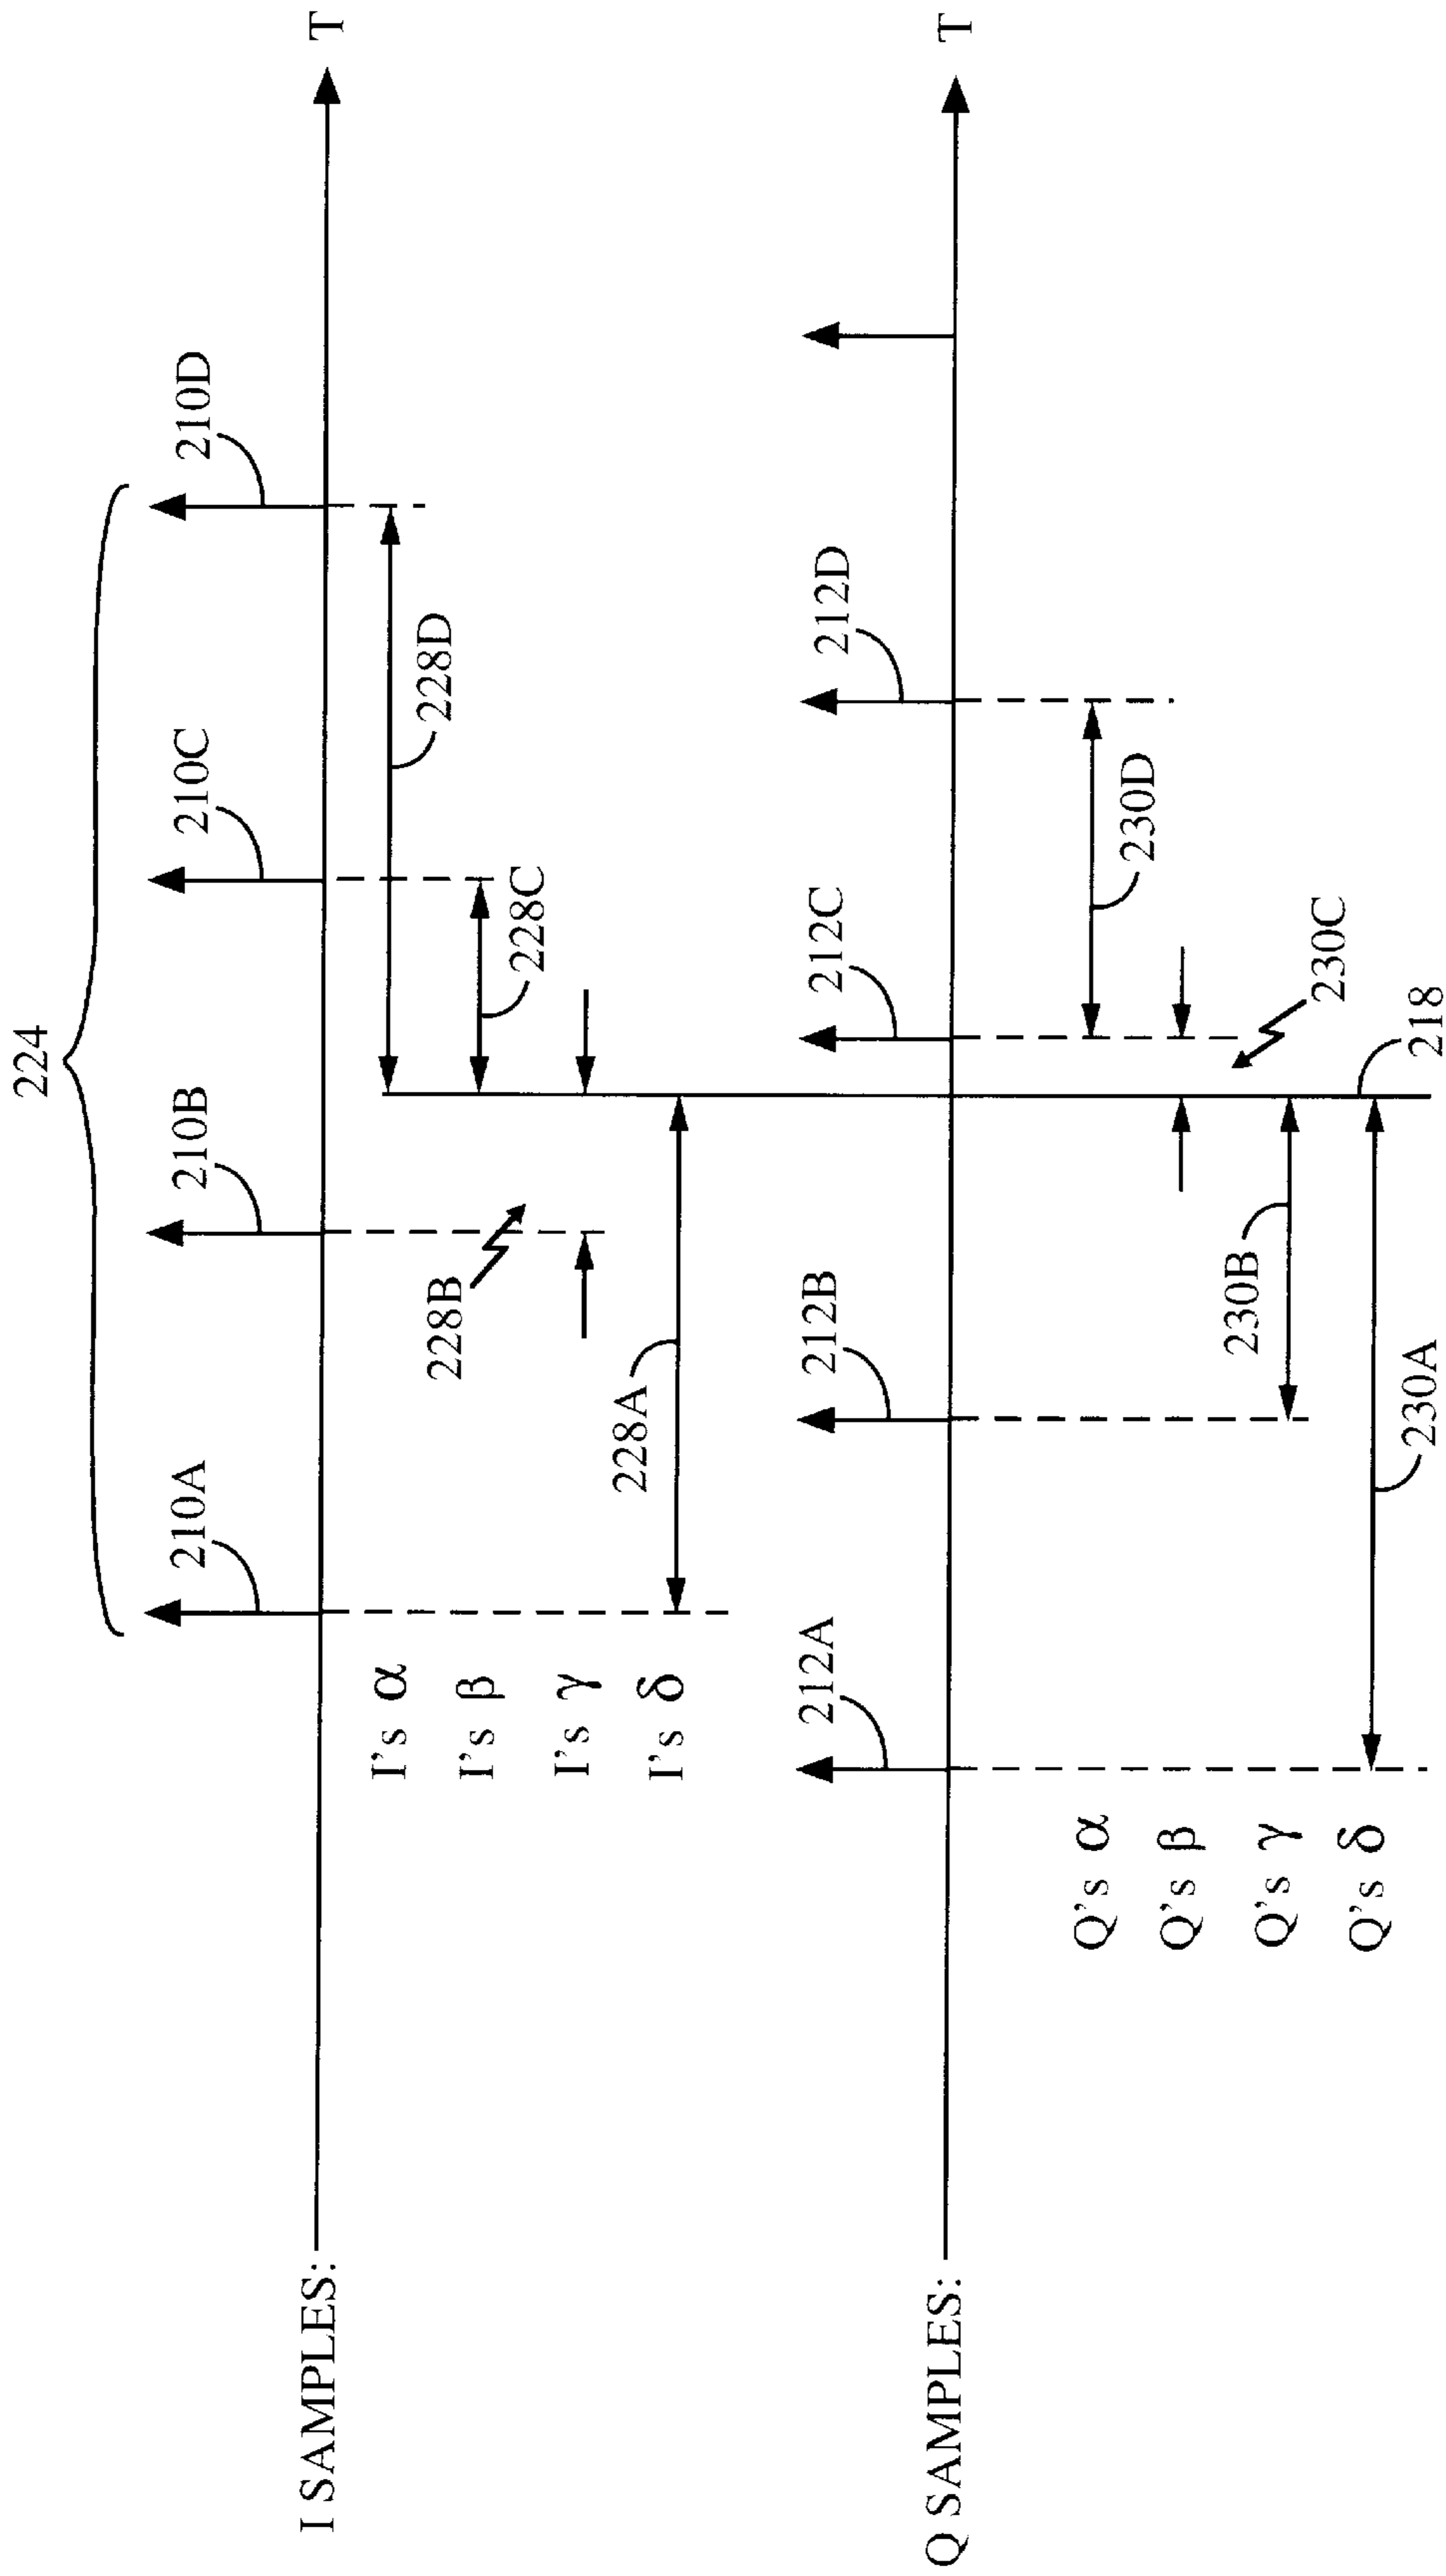 224
210A
210B
210C
210D
I SAMPLES:
T
I's α
228D
I's β
228C
I's γ
228B
I's δ
228A
212A
212B
212C
212D
Q SAMPLES:
T
Q's α
230D
Q's β
230C
Q's γ
230B
Q's δ
230A
218